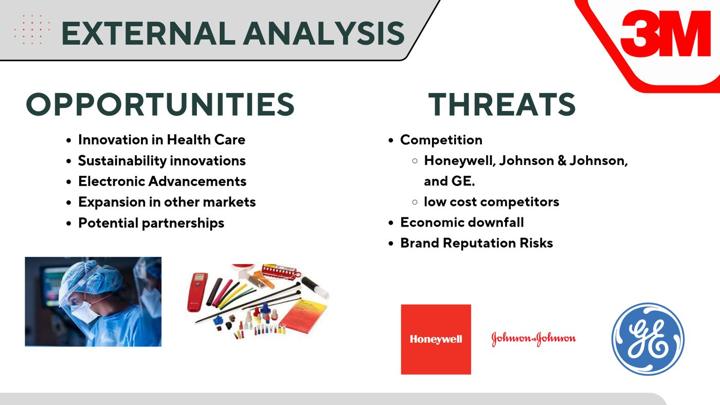 EXTERNAL ANALYSIS
3M
OPPORTUNITIES
• Innovation in Health Care
• Sustainability innovations
• Electronic Advancements
• Expansion in other markets
• Potential partnerships
THREATS
• Competition
○ Honeywell, Johnson & Johnson,
and GE.
○ low cost competitors
• Economic downfall
• Brand Reputation Risks
Honeywell
Johnson & Johnson
GE